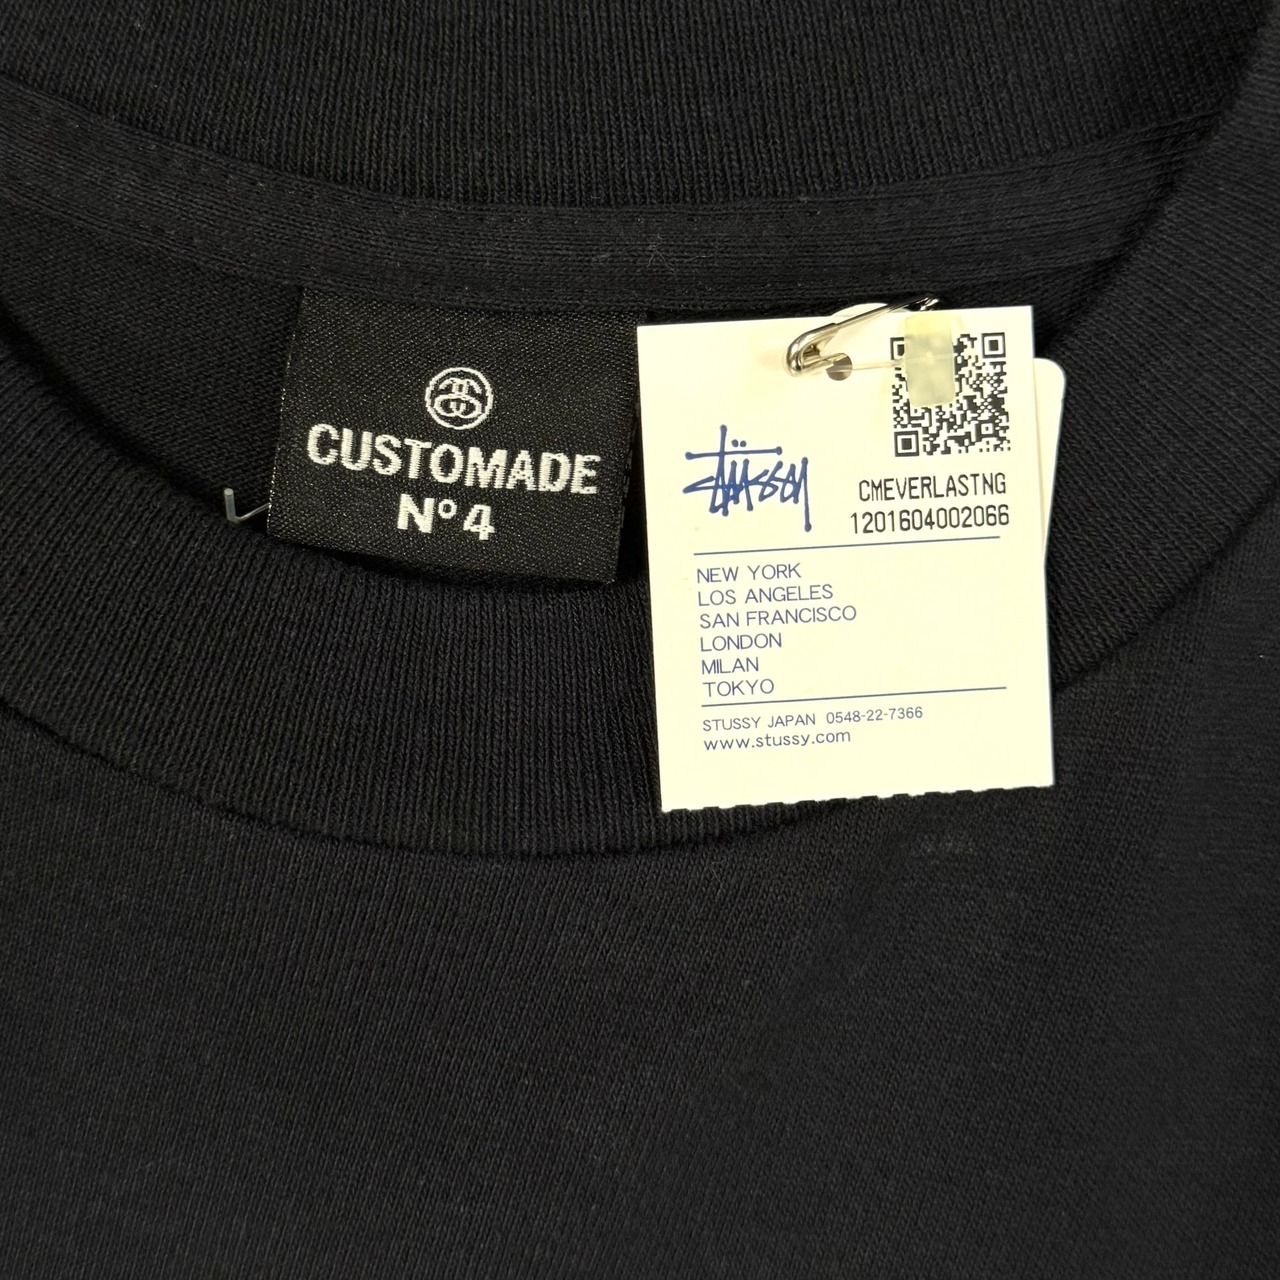 CUSTOMADE
Nº4
Stüssy
CMEVERLASTNG
1201604002066
NEW YORK
LOS ANGELES
SAN FRANCISCO
LONDON
MILAN
TOKYO
STUSSY JAPAN 0548-22-7366
www.stussy.com